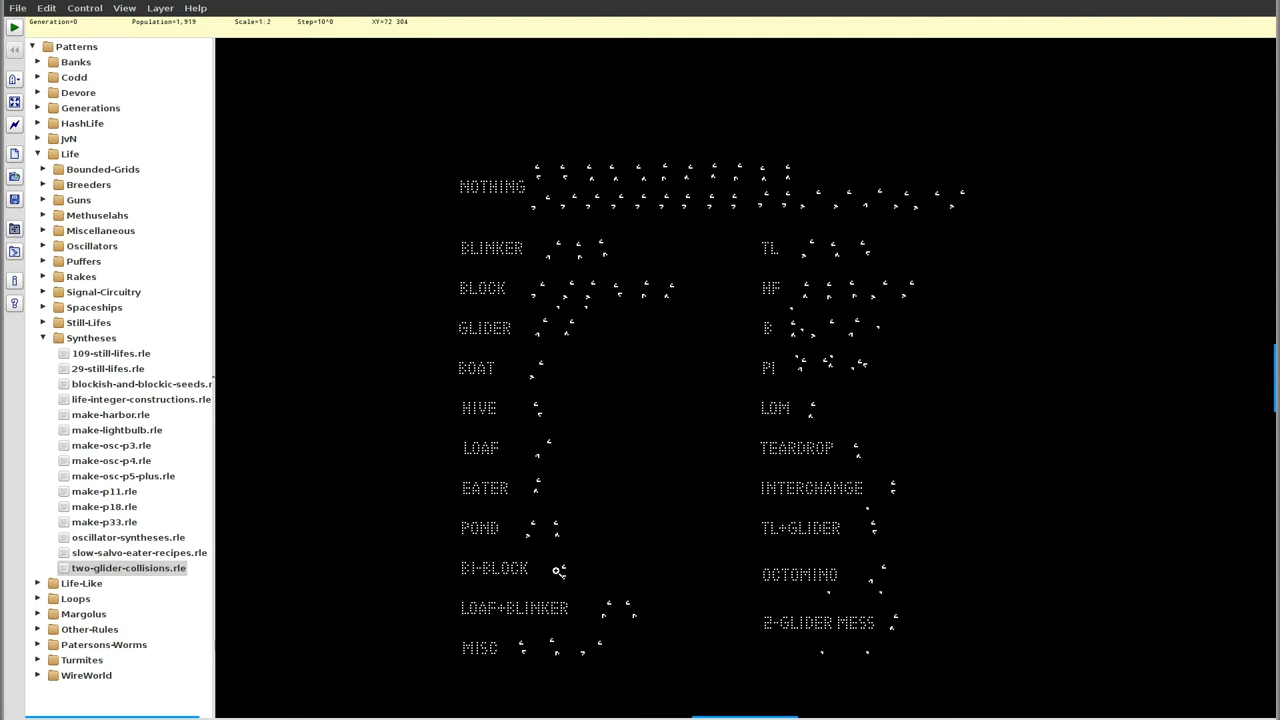 File Edit Control View Layer Help
Generation=0 Population=1,919 Scale=1:2 Step=10^0 XY=72 304
Patterns
Banks
Codd
Devore
Generations
HashLife
JvN
Life
Bounded-Grids
Breeders
Guns
Methuselahs
Miscellaneous
Oscillators
Puffers
Rakes
Signal-Circuitry
Spaceships
Still-Lifes
Syntheses
109-still-lifes.rle
29-still-lifes.rle
blockish-and-blockic-seeds.r
life-integer-constructions.rle
make-harbor.rle
make-lightbulb.rle
make-osc-p3.rle
make-osc-p4.rle
make-osc-p5-plus.rle
make-p11.rle
make-p18.rle
make-p33.rle
oscillator-syntheses.rle
slow-salvo-eater-recipes.rle
two-glider-collisions.rle
Life-Like
Loops
Margolus
Other-Rules
Patersons-Worms
Turmites
WireWorld
NOTHING
BLINKER
BLOCK
GLIDER
BOAT
HIVE
LOAF
EATER
POND
BI-BLOCK
LOAF+BLINKER
MISC
TL
HF
B
PI
LOM
TEARDROP
INTERCHANGE
TL+GLIDER
OCTOMINO
2-GLIDER MESS